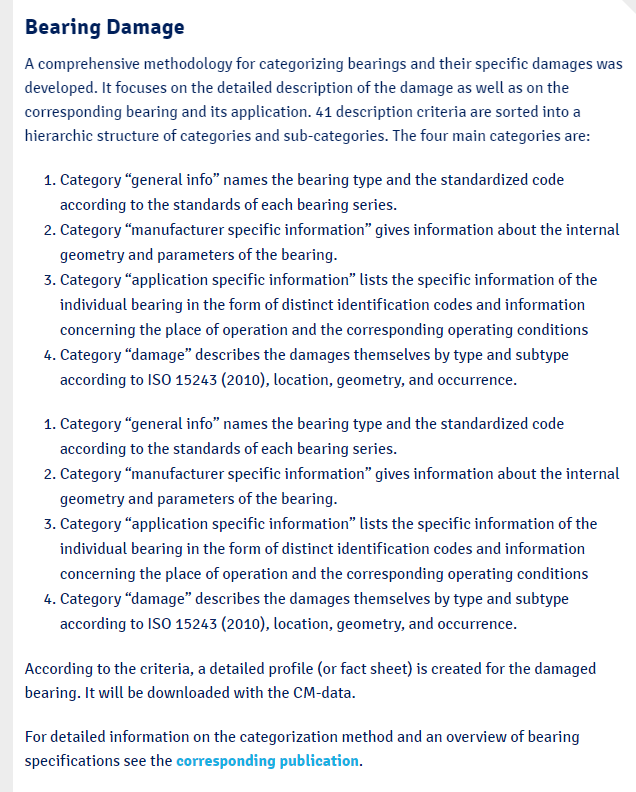 Bearing Damage
A comprehensive methodology for categorizing bearings and their specific damages was
developed. It focuses on the detailed description of the damage as well as on the
corresponding bearing and its application. 41 description criteria are sorted into a
hierarchic structure of categories and sub-categories. The four main categories are:
1. Category “general info” names the bearing type and the standardized code
according to the standards of each bearing series.
2. Category “manufacturer specific information” gives information about the internal
geometry and parameters of the bearing.
3. Category “application specific information” lists the specific information of the
individual bearing in the form of distinct identification codes and information
concerning the place of operation and the corresponding operating conditions
4. Category “damage” describes the damages themselves by type and subtype
according to ISO 15243 (2010), location, geometry, and occurrence.
1. Category “general info” names the bearing type and the standardized code
according to the standards of each bearing series.
2. Category “manufacturer specific information” gives information about the internal
geometry and parameters of the bearing.
3. Category “application specific information” lists the specific information of the
individual bearing in the form of distinct identification codes and information
concerning the place of operation and the corresponding operating conditions
4. Category “damage” describes the damages themselves by type and subtype
according to ISO 15243 (2010), location, geometry, and occurrence.
According to the criteria, a detailed profile (or fact sheet) is created for the damaged
bearing. It will be downloaded with the CM-data.
For detailed information on the categorization method and an overview of bearing
specifications see the corresponding publication.